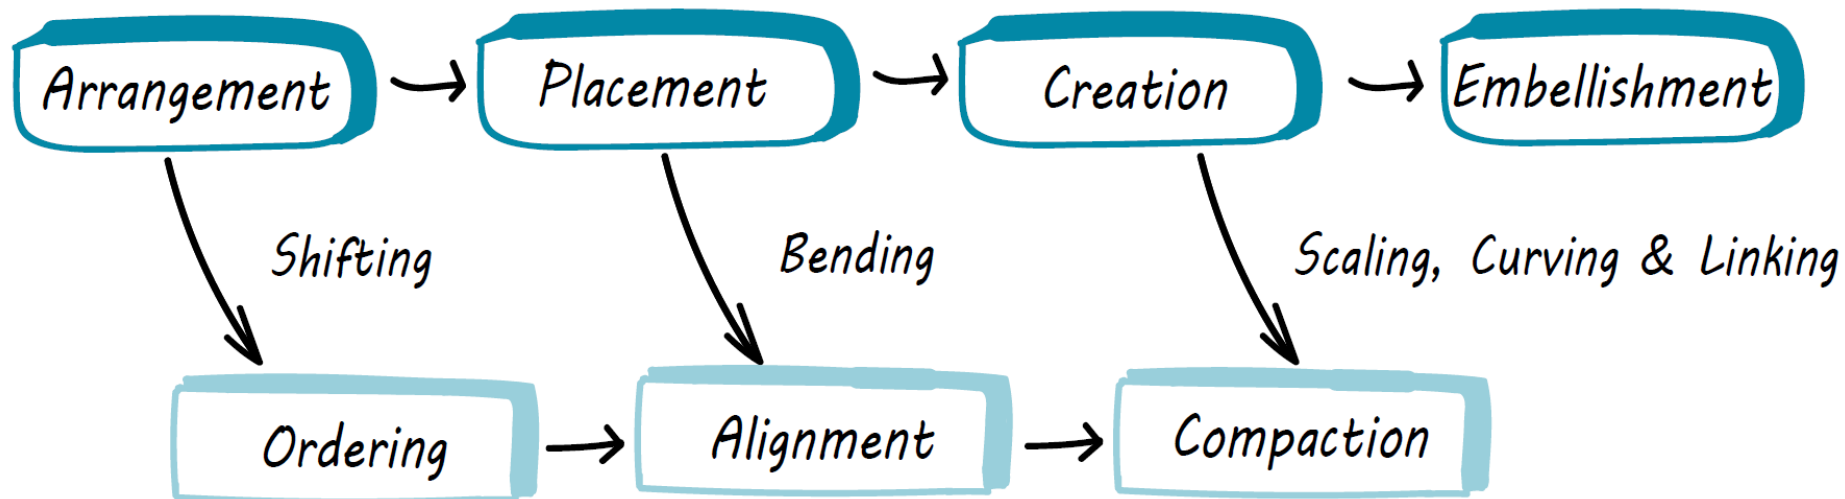 Arrangement
Placement
Creation
Embellishment
Shifting
Bending
Scaling, Curving & Linking
Ordering
Alignment
Compaction